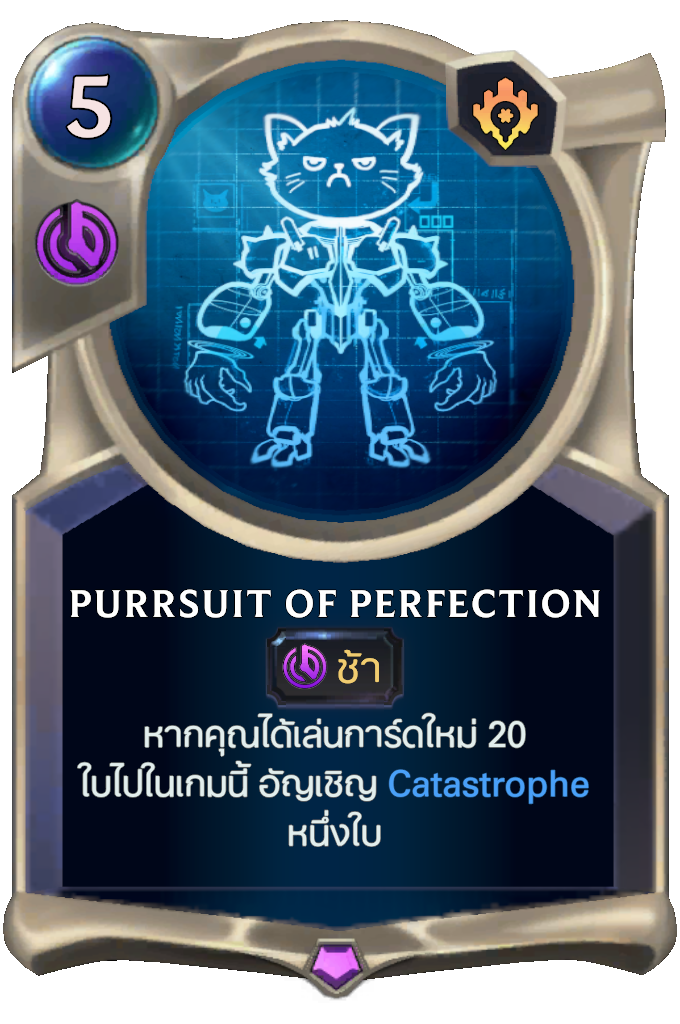 5
PURRSUIT OF PERFECTION
ช้า
หากคุณได้เล่นการ์ดใหม่ 20
ใบไปในเกมนี้ อัญเชิญ Catastrophe
หนึ่งใบ